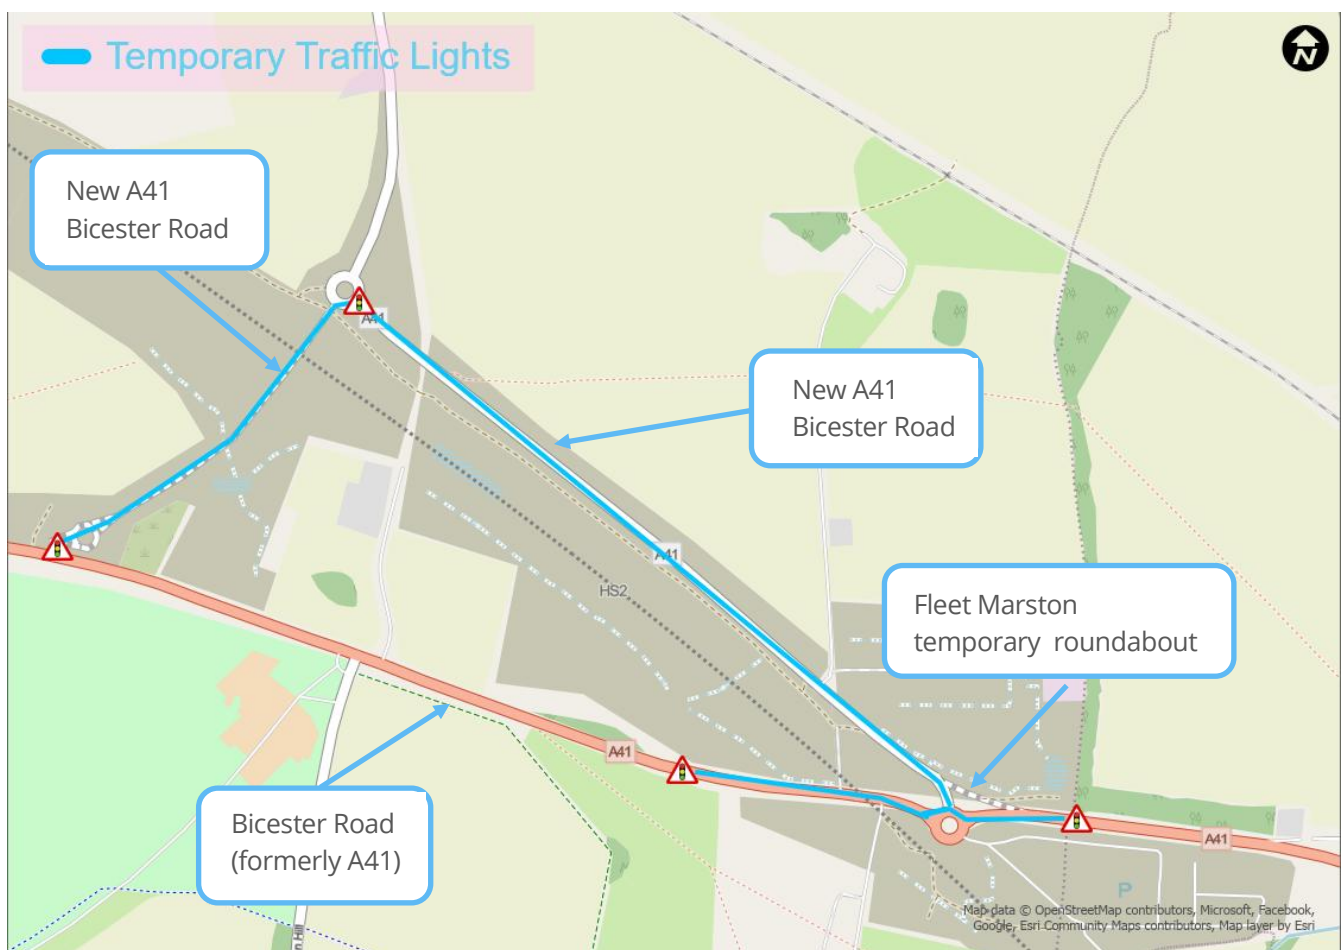 Temporary Traffic Lights
N
New A41
Bicester Road
A41
New A41
Bicester Road
A41
HS2
Fleet Marston
temporary roundabout
A41
A41
Bicester Road
(formerly A41)
P
n Hill
Map data © OpenStreetMap contributors, Microsoft, Facebook,
Google, Esri Community Maps contributors, Map layer by Esri